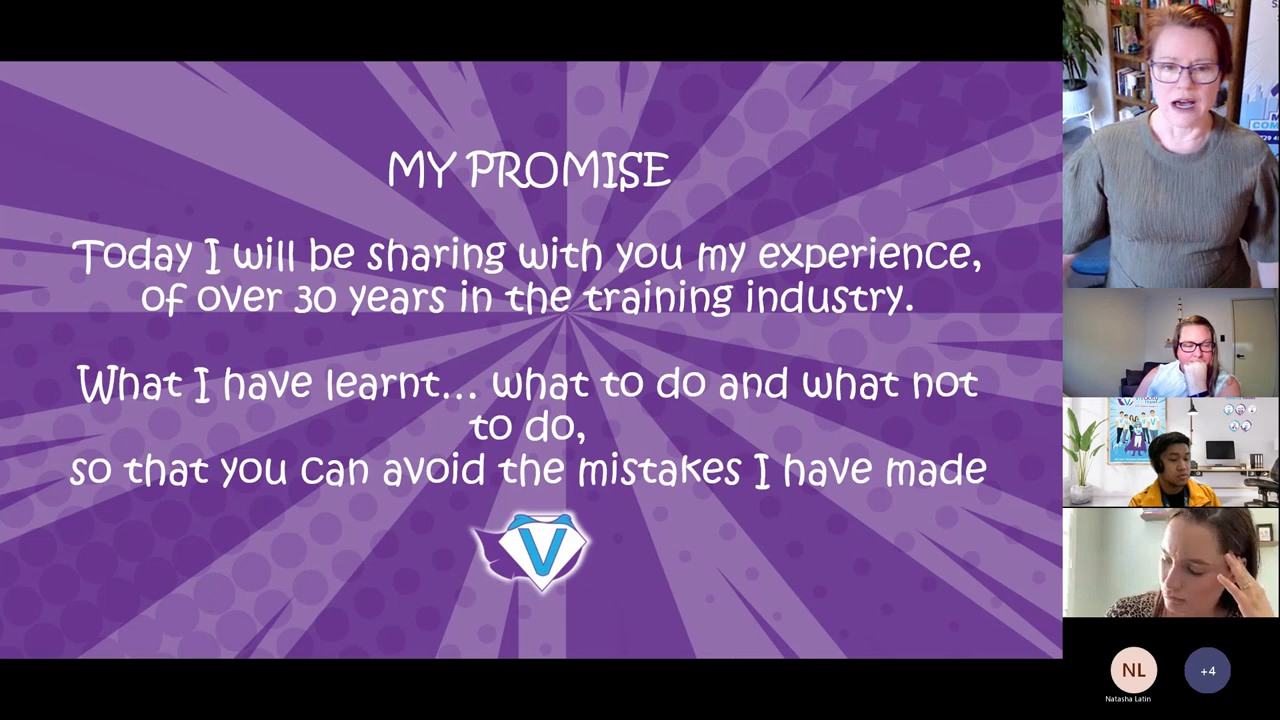 MY PROMISE
Today I will be sharing with you my experience,
of over 30 years in the training industry.
What I have learnt... what to do and what not
to do,
so that you can avoid the mistakes I have made
V
NL
Natasha Latin
+4